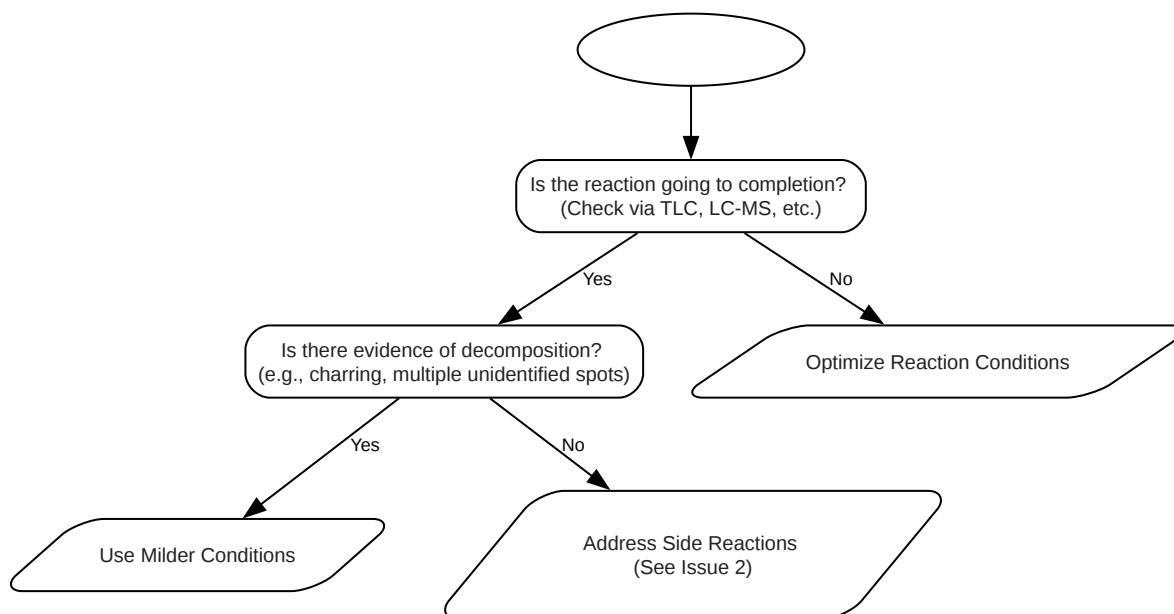 Is the reaction going to completion?
(Check via TLC, LC-MS, etc.)
Yes
No
Is there evidence of decomposition?
(e.g., charring, multiple unidentified spots)
Optimize Reaction Conditions
Yes
No
Use Milder Conditions
Address Side Reactions
(See Issue 2)